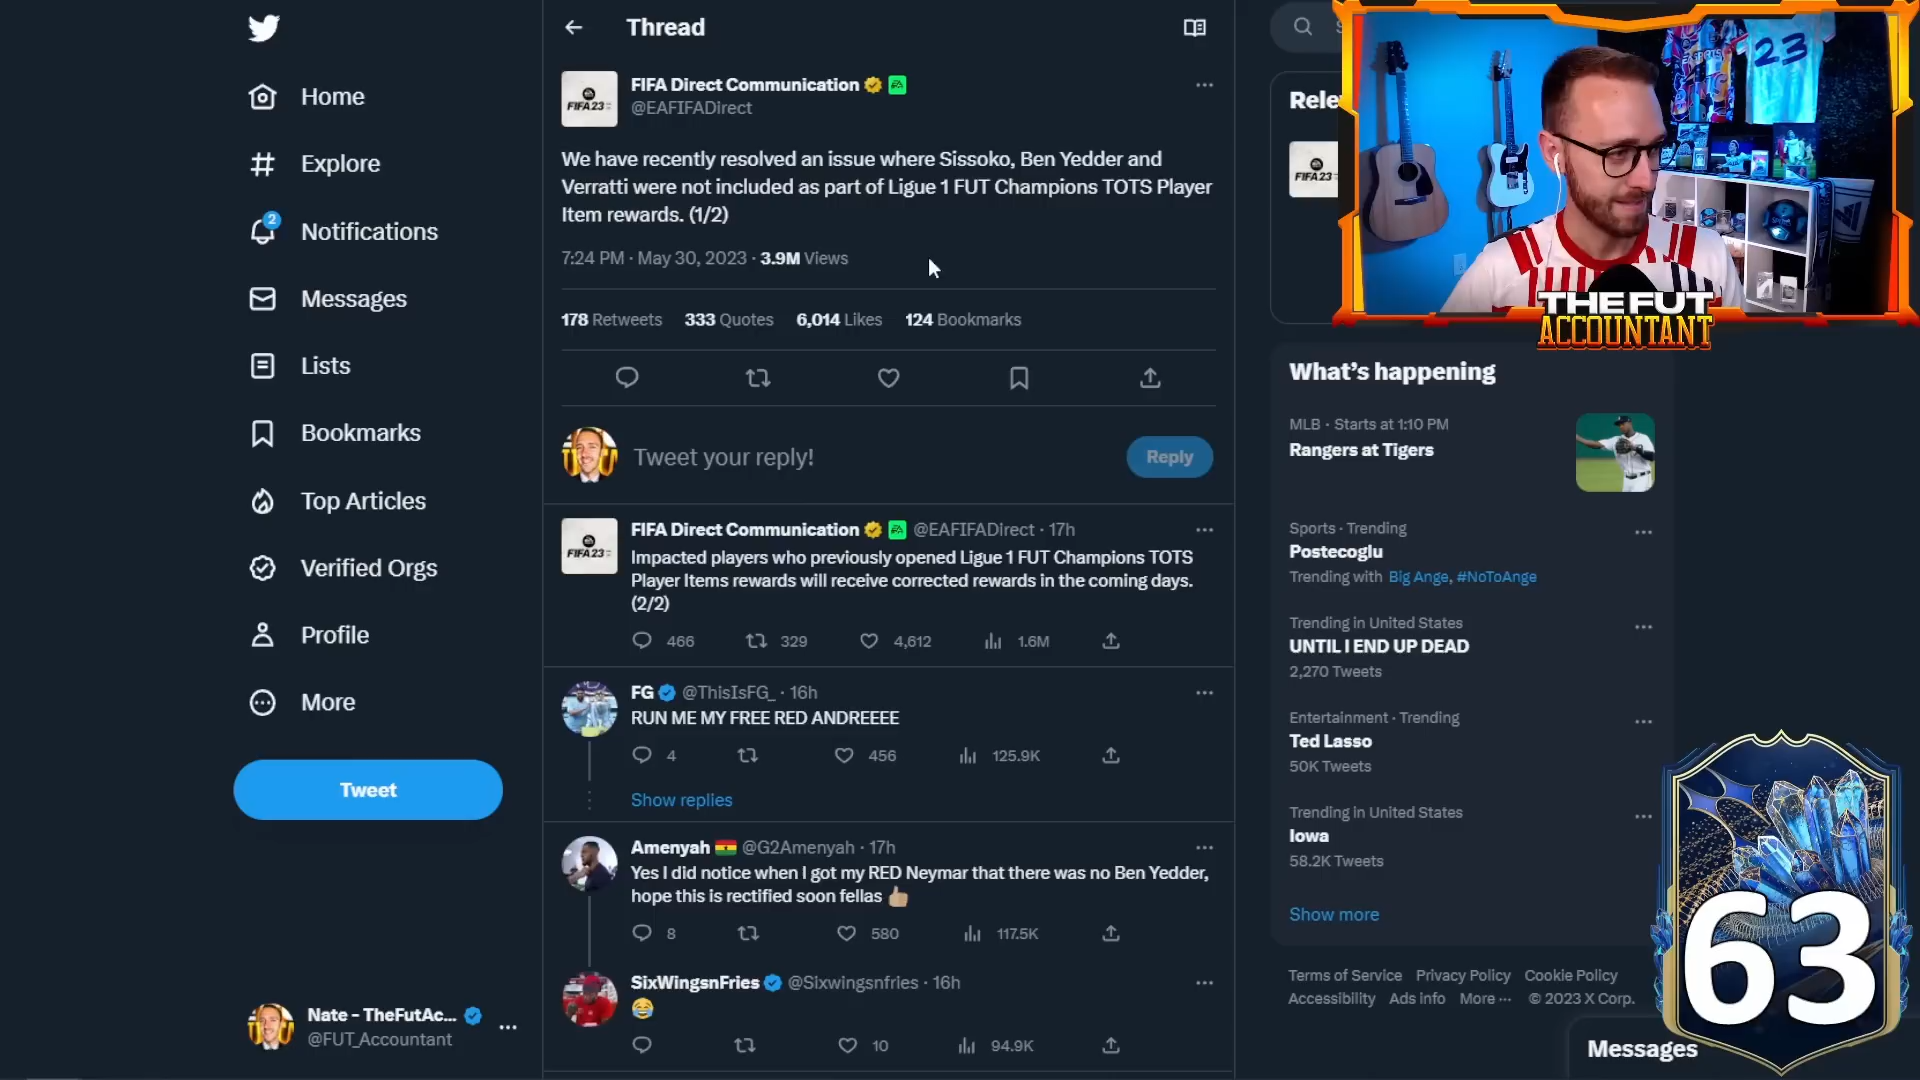 Thread
Home
Explore
2
Notifications
Messages
Lists
Bookmarks
Top Articles
Verified Orgs
Profile
More
Tweet
Nate - TheFutAc...
@FUT_Accountant
FIFA 23
FIFA Direct Communication
@EAFIFADirect
We have recently resolved an issue where Sissoko, Ben Yedder and
Verratti were not included as part of Ligue 1 FUT Champions TOTS Player
Item rewards. (1/2)
7:24 PM · May 30, 2023 · 3.9M Views
178 Retweets 333 Quotes 6,014 Likes 124 Bookmarks
Tweet your reply!
Reply
FIFA 23
FIFA Direct Communication @EAFIFADirect · 17h
Impacted players who previously opened Ligue 1 FUT Champions TOTS
Player Items rewards will receive corrected rewards in the coming days.
(2/2)
466 329 4,612 1.6M
FG @ThisIsFG_ · 16h
RUN ME MY FREE RED ANDREEEE
4 456 125.9K
Show replies
Amenyah @G2Amenyah · 17h
Yes I did notice when I got my RED Neymar that there was no Ben Yedder,
hope this is rectified soon fellas
8 580 117.5K
SixWingsnFries @Sixwingsnfries · 16h
10 94.9K
Rele
FIFA 23
23
THE FUT
ACCOUNTANT
What's happening
MLB · Starts at 1:10 PM
Rangers at Tigers
Sports · Trending
Postecoglu
Trending with Big Ange, #NoToAnge
Trending in United States
UNTIL I END UP DEAD
2,270 Tweets
Entertainment · Trending
Ted Lasso
50K Tweets
Trending in United States
Iowa
58.2K Tweets
Show more
Terms of Service Privacy Policy Cookie Policy
Accessibility Ads info More ··· © 2023 X Corp.
Messages
63